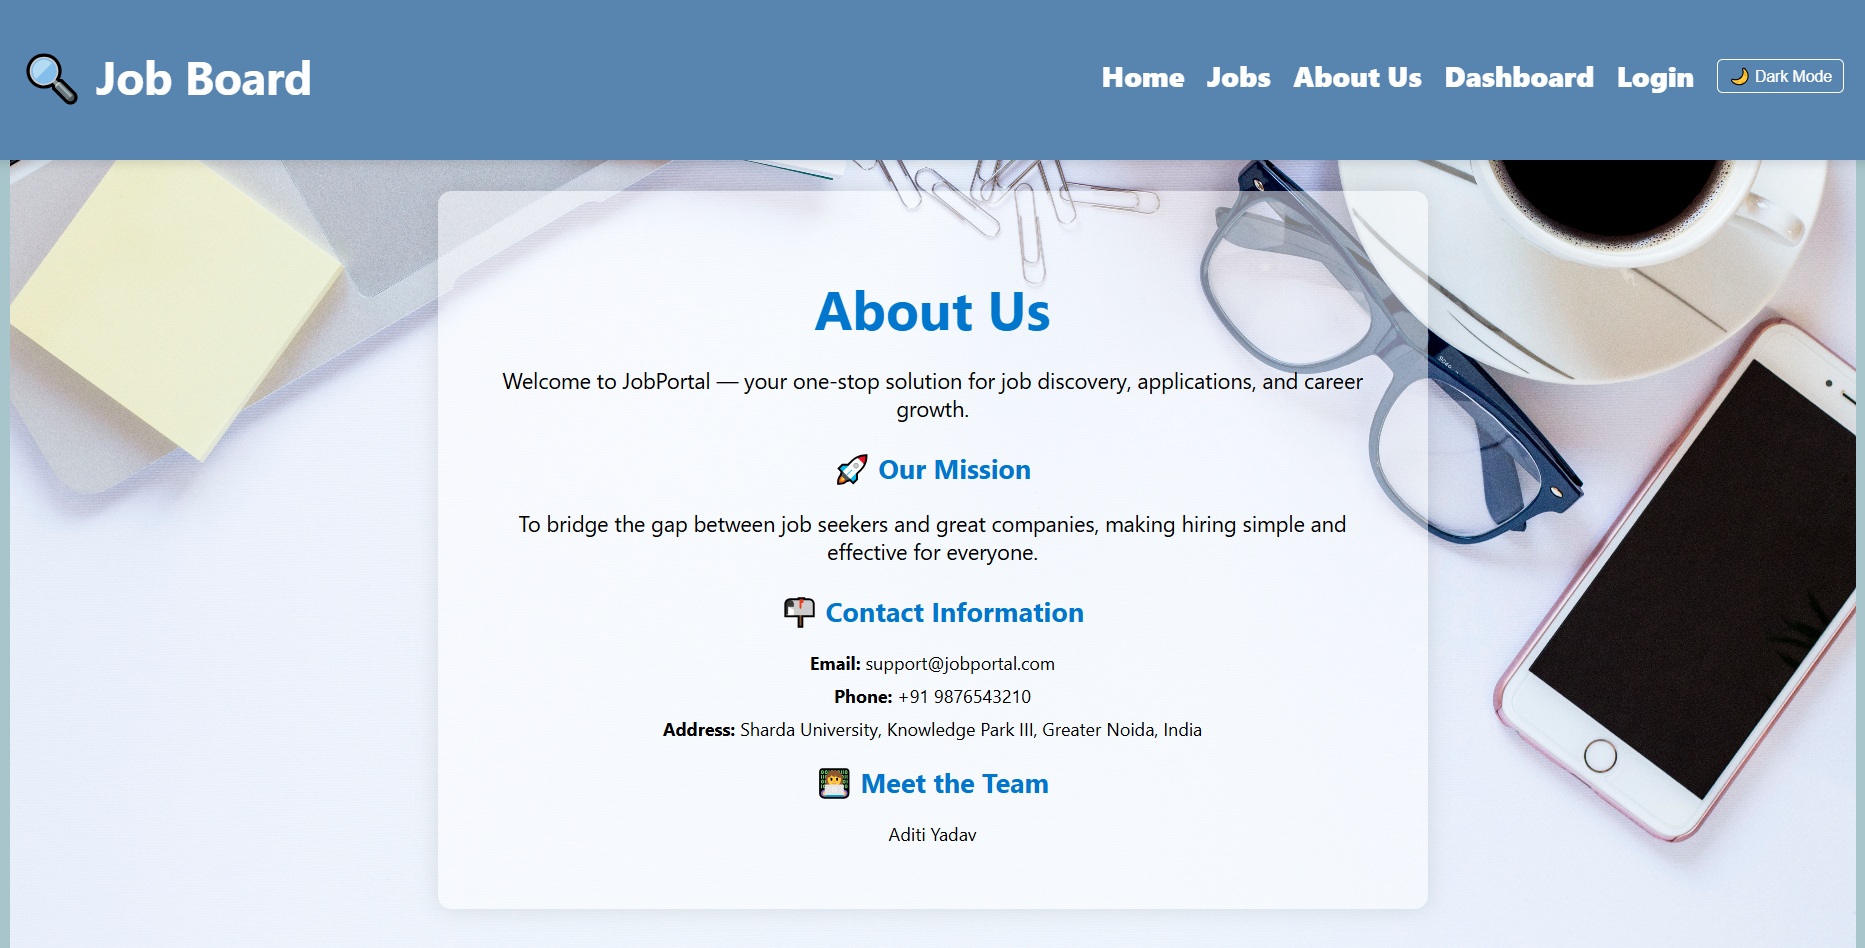 🔍 Job Board
Home Jobs About Us Dashboard Login 🌙 Dark Mode
About Us
Welcome to JobPortal — your one-stop solution for job discovery, applications, and career
growth.
🚀 Our Mission
To bridge the gap between job seekers and great companies, making hiring simple and
effective for everyone.
📬 Contact Information
Email: support@jobportal.com
Phone: +91 9876543210
Address: Sharda University, Knowledge Park III, Greater Noida, India
🧑‍💻 Meet the Team
Aditi Yadav